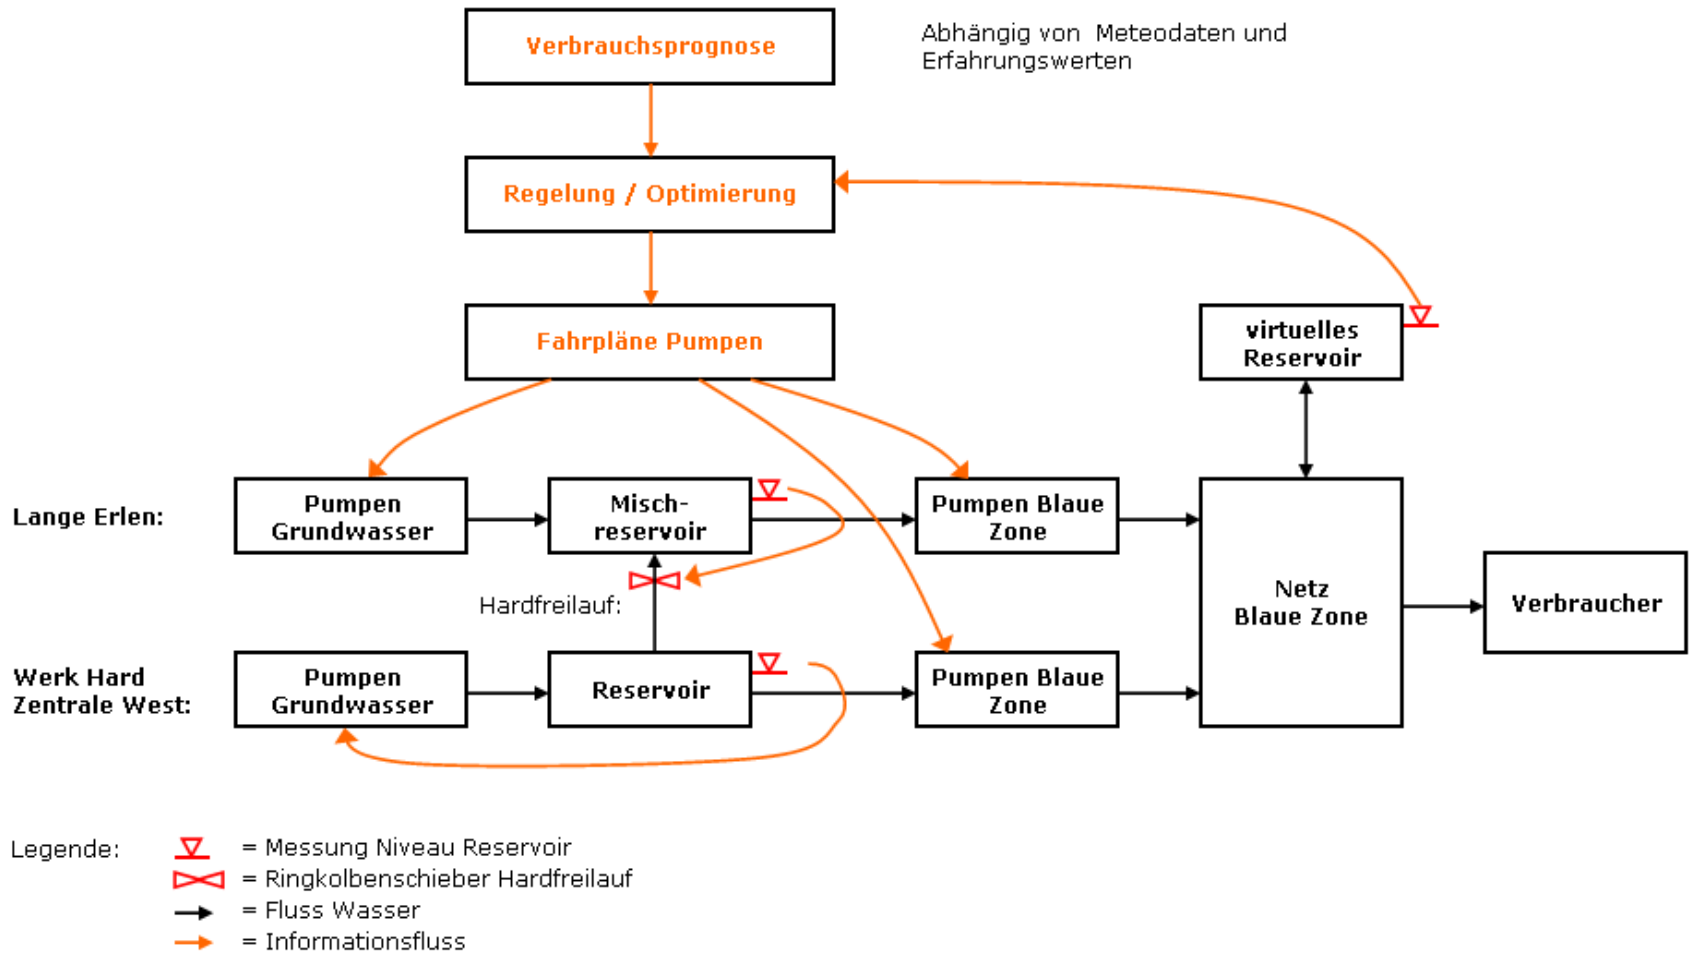 Verbrauchsprognose
Abhängig von  Meteodaten und
Erfahrungswerten
Regelung / Optimierung
Fahrpläne Pumpen
virtuelles
Reservoir
Lange Erlen:
Pumpen
Grundwasser
Misch-
reservoir
Pumpen Blaue
Zone
Hardfreilauf:
Netz
Blaue Zone
Verbraucher
Werk Hard
Zentrale West:
Pumpen
Grundwasser
Reservoir
Pumpen Blaue
Zone
Legende:
= Messung Niveau Reservoir
= Ringkolbenschieber Hardfreilauf
= Fluss Wasser
= Informationsfluss